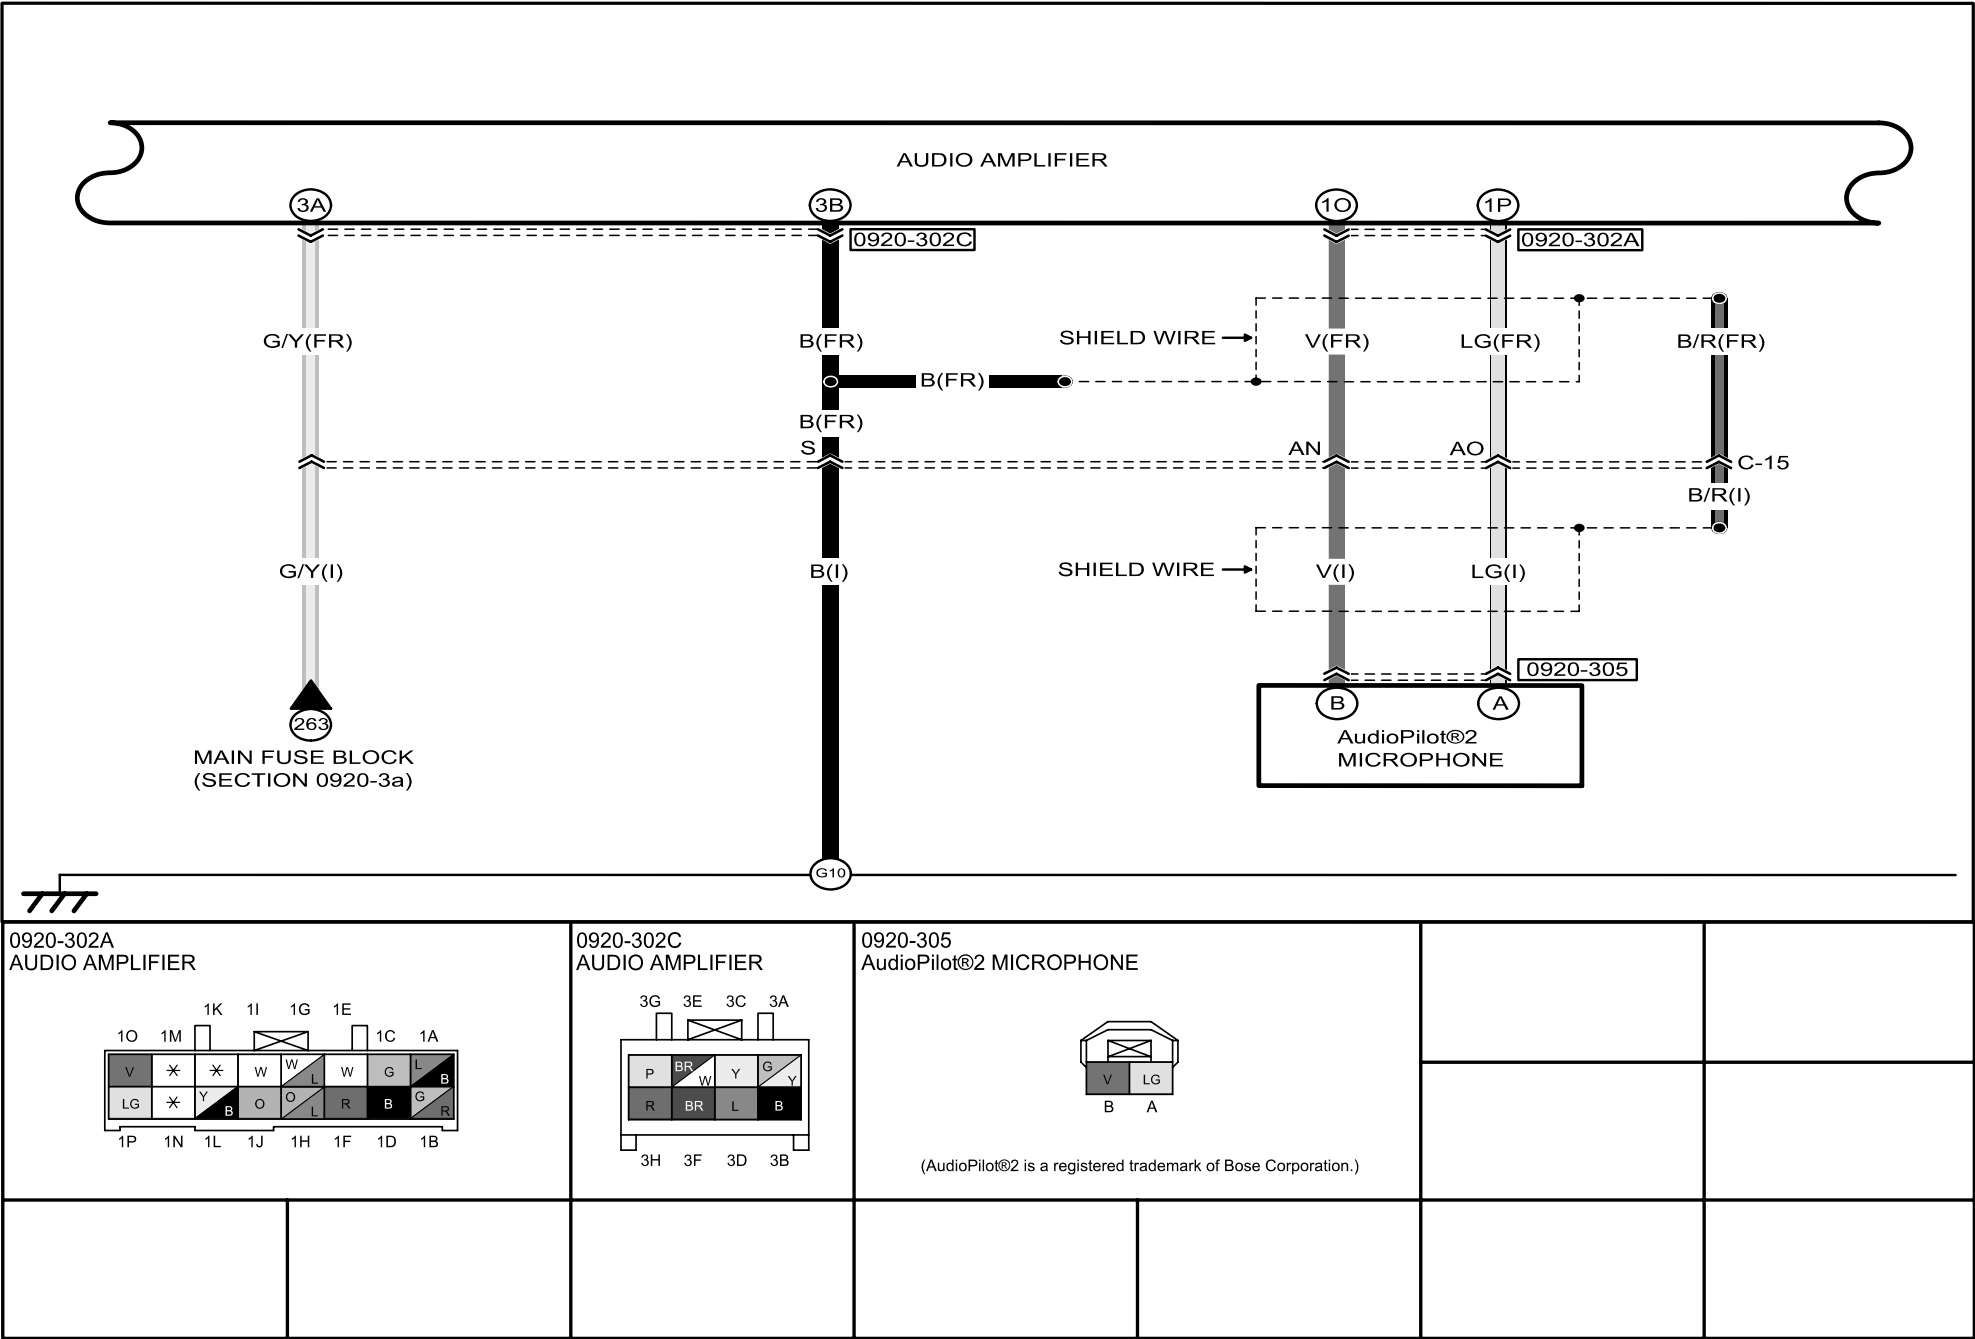 AUDIO AMPLIFIER
3A 3B 1O 1P
0920-302C 0920-302A
G/Y(FR) B(FR) SHIELD WIRE V(FR) LG(FR) B/R(FR)
B(FR)
B(FR)
S AN AO
C-15
B/R(I)
G/Y(I) B(I) SHIELD WIRE V(I) LG(I)
0920-305
B A
263
AudioPilot®2
MICROPHONE
MAIN FUSE BLOCK
(SECTION 0920-3a)
G10
0920-302A
AUDIO AMPLIFIER
1K 1I 1G 1E
1O 1M 1C 1A
V * * W W L W G L B
LG * Y B O O L R B G R
1P 1N 1L 1J 1H 1F 1D 1B
0920-302C
AUDIO AMPLIFIER
3G 3E 3C 3A
P BR W Y G Y
R BR L B
3H 3F 3D 3B
0920-305
AudioPilot®2 MICROPHONE
V LG
B A
(AudioPilot®2 is a registered trademark of Bose Corporation.)